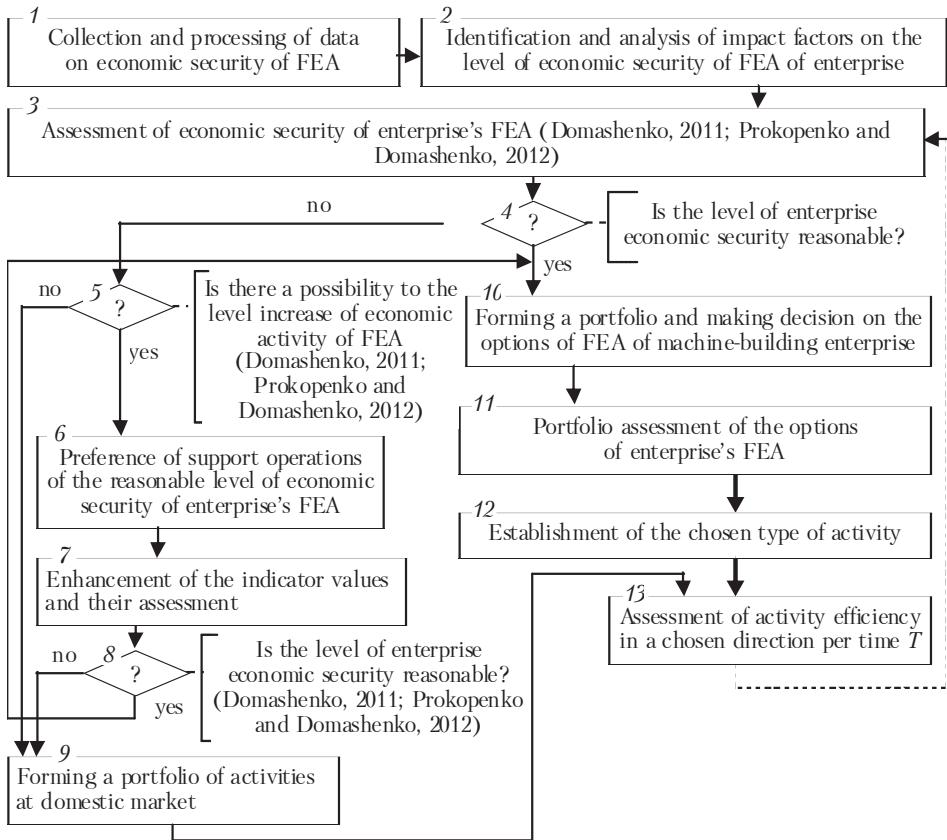 1
Collection and processing of data
on economic security of FEA
2
Identification and analysis of impact factors on the
level of economic security of FEA of enterprise
3
Assessment of economic security of enterprise's FEA (Domashenko, 2011; Prokopenko and
Domashenko, 2012)
no
4
?
Is the level of enterprise
economic security reasonable?
yes
no
5
?
Is there a possibility to the
level increase of economic
activity of FEA
(Domashenko, 2011;
Prokopenko and
Domashenko, 2012)
yes
10
Forming a portfolio and making decision on the
options of FEA of machine-building enterprise
11
Portfolio assessment of the options
of enterprise's FEA
6
Preference of support operations
of the reasonable level of economic
security of enterprise's FEA
12
Establishment of the chosen type of activity
7
Enhancement of the indicator values
and their assessment
13
Assessment of activity efficiency
in a chosen direction per time T
no
8
?
yes
Is the level of enterprise
economic security reasonable?
(Domashenko, 2011; Prokopenko
and Domashenko, 2012)
9
Forming a portfolio of activities
at domestic market